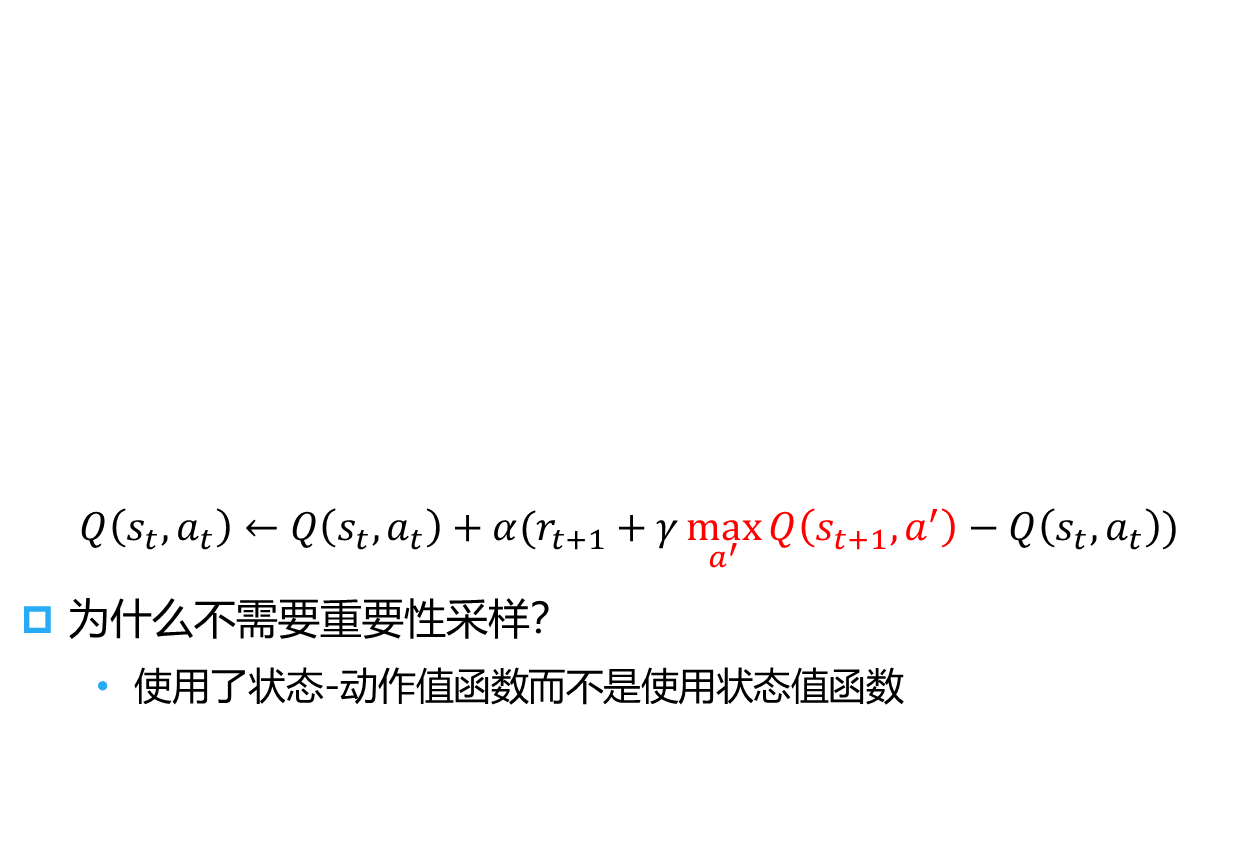 Q(s_t, a_t) ← Q(s_t, a_t) + α(r_{t+1} + γ max_{a′} Q(s_{t+1}, a′) − Q(s_t, a_t))
为什么不需要重要性采样?
• 使用了状态-动作值函数而不是使用状态值函数